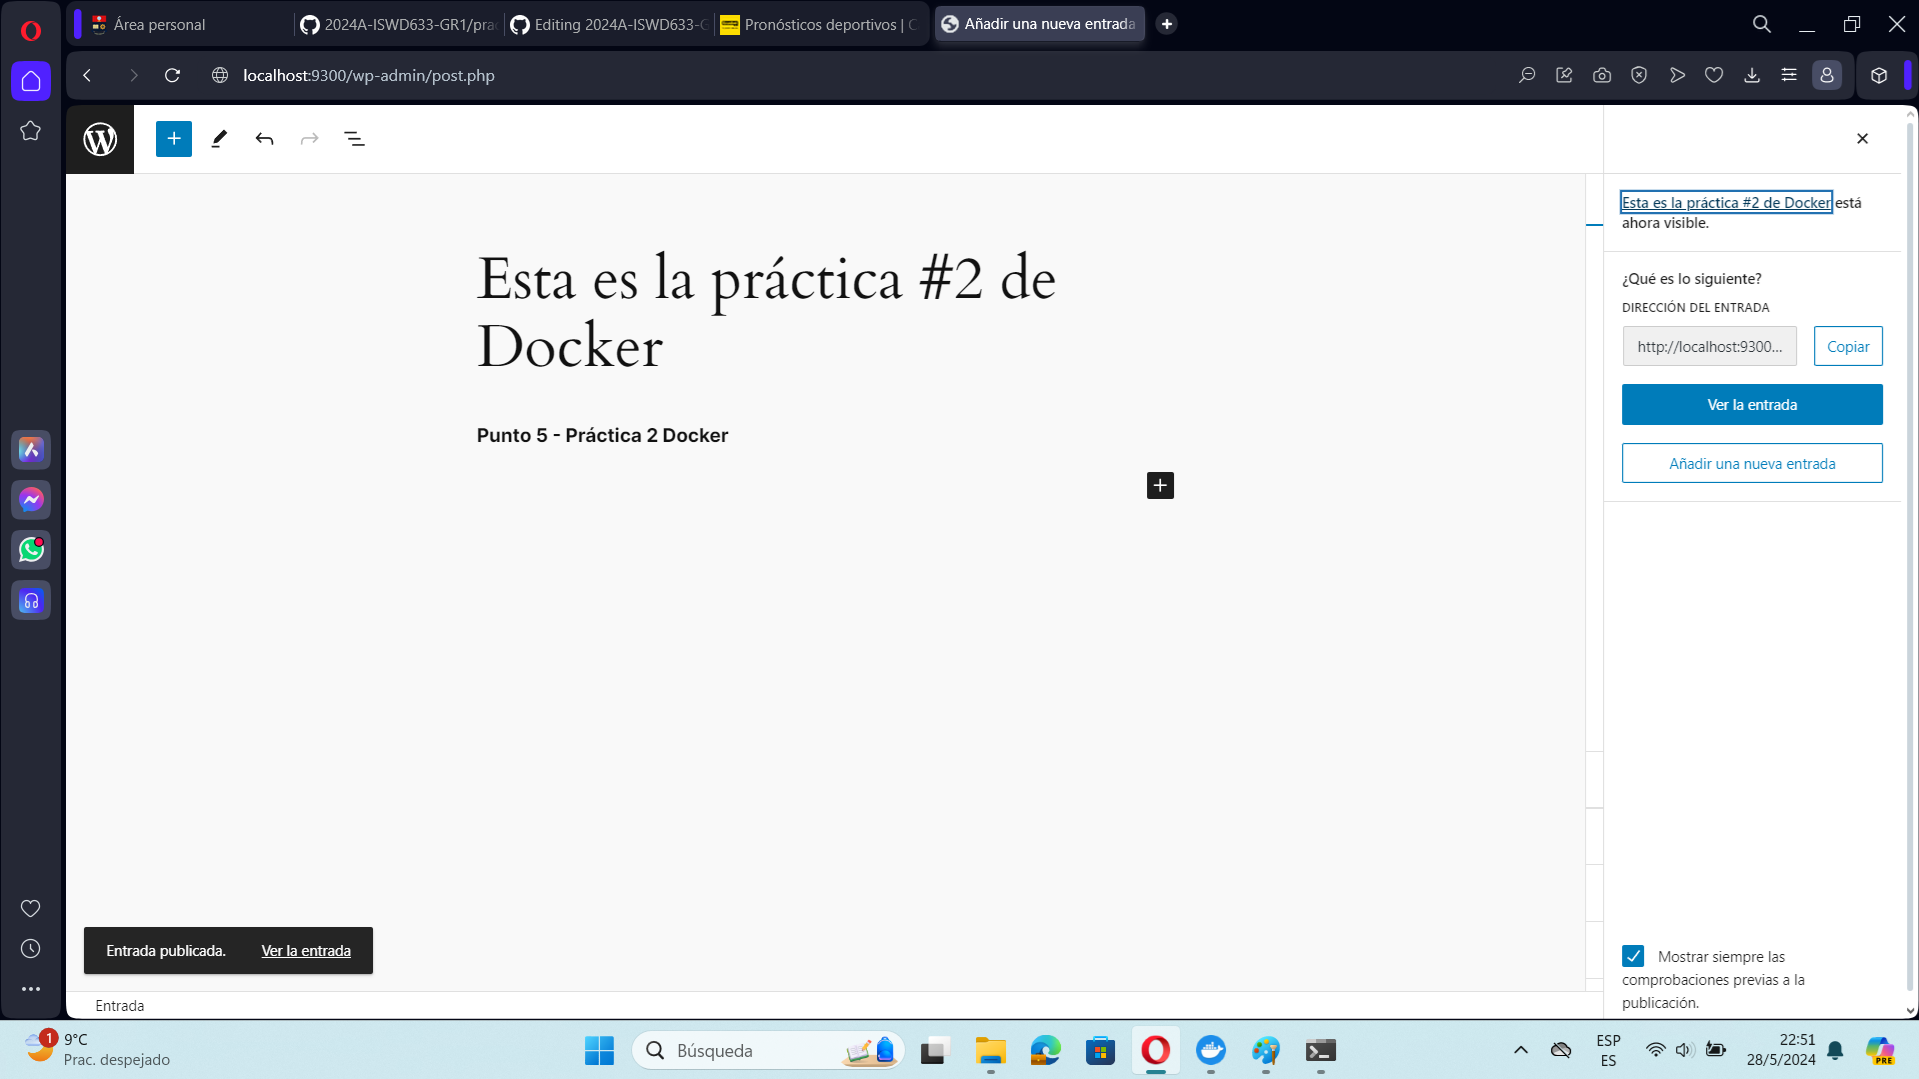 Área personal
2024A-ISWD633-GR1/prac
Editing 2024A-ISWD633-G
Pronósticos deportivos | C
Añadir una nueva entrada
localhost:9300/wp-admin/post.php
Esta es la práctica #2 de Docker está
ahora visible.
¿Qué es lo siguiente?
DIRECCIÓN DEL ENTRADA
http://localhost:9300...
Copiar
Ver la entrada
Añadir una nueva entrada
Esta es la práctica #2 de
Docker
Punto 5 - Práctica 2 Docker
Mostrar siempre las
comprobaciones previas a la
publicación.
Entrada publicada.
Ver la entrada
Entrada
1
9°C
Prac. despejado
Búsqueda
ESP
ES
22:51
28/5/2024
PRE